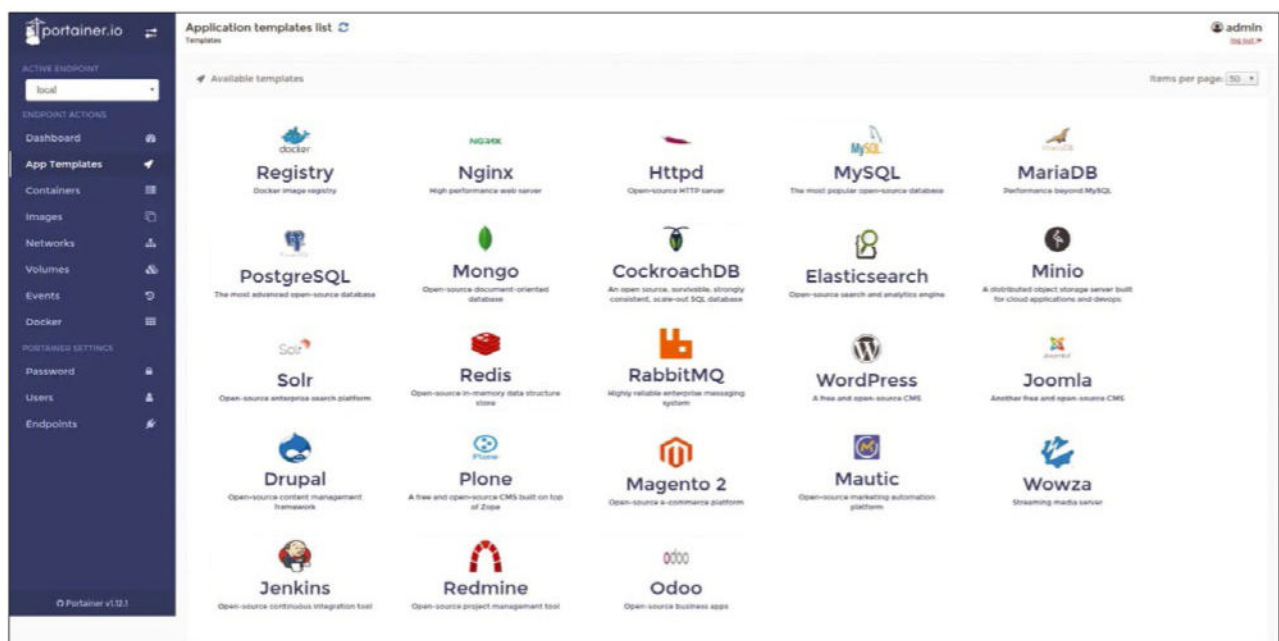 portainer.io
Application templates list
Templates
admin
log out
ACTIVE ENDPOINT
local
ENDPOINT ACTIONS
Dashboard
App Templates
Containers
Images
Networks
Volumes
Events
Docker
PORTAINER SETTINGS
Password
Users
Endpoints
Portainer v1.12.1
Available templates
Items per page: 50
docker
Registry
Docker image registry
NGINX
Nginx
High performance web server
Httpd
Open-source HTTP server
MySQL
MySQL
The most popular open-source database
MariaDB
MariaDB
Performance beyond MySQL
PostgreSQL
The most advanced open-source database
Mongo
Open-source document-oriented
database
CockroachDB
An open source, survivable, strongly
consistent, scale-out SQL database
Elasticsearch
Open-source search and analytics engine
Minio
A distributed object storage server built
for cloud applications and devops
Solr
Solr
Open-source enterprise search platform
Redis
Open-source in-memory data structure
store
RabbitMQ
Highly reliable enterprise messaging
system
WordPress
A free and open-source CMS
Joomla!
Joomla
Another free and open-source CMS
Drupal
Open-source content management
framework
Plone
Plone
A free and open-source CMS built on top
of Zope
Magento 2
Open-source e-commerce platform
Mautic
Open-source marketing automation
platform
Wowza
Streaming media server
Jenkins
Open-source continuous integration tool
Redmine
Open-source project management tool
odoo
Odoo
Open-source business apps